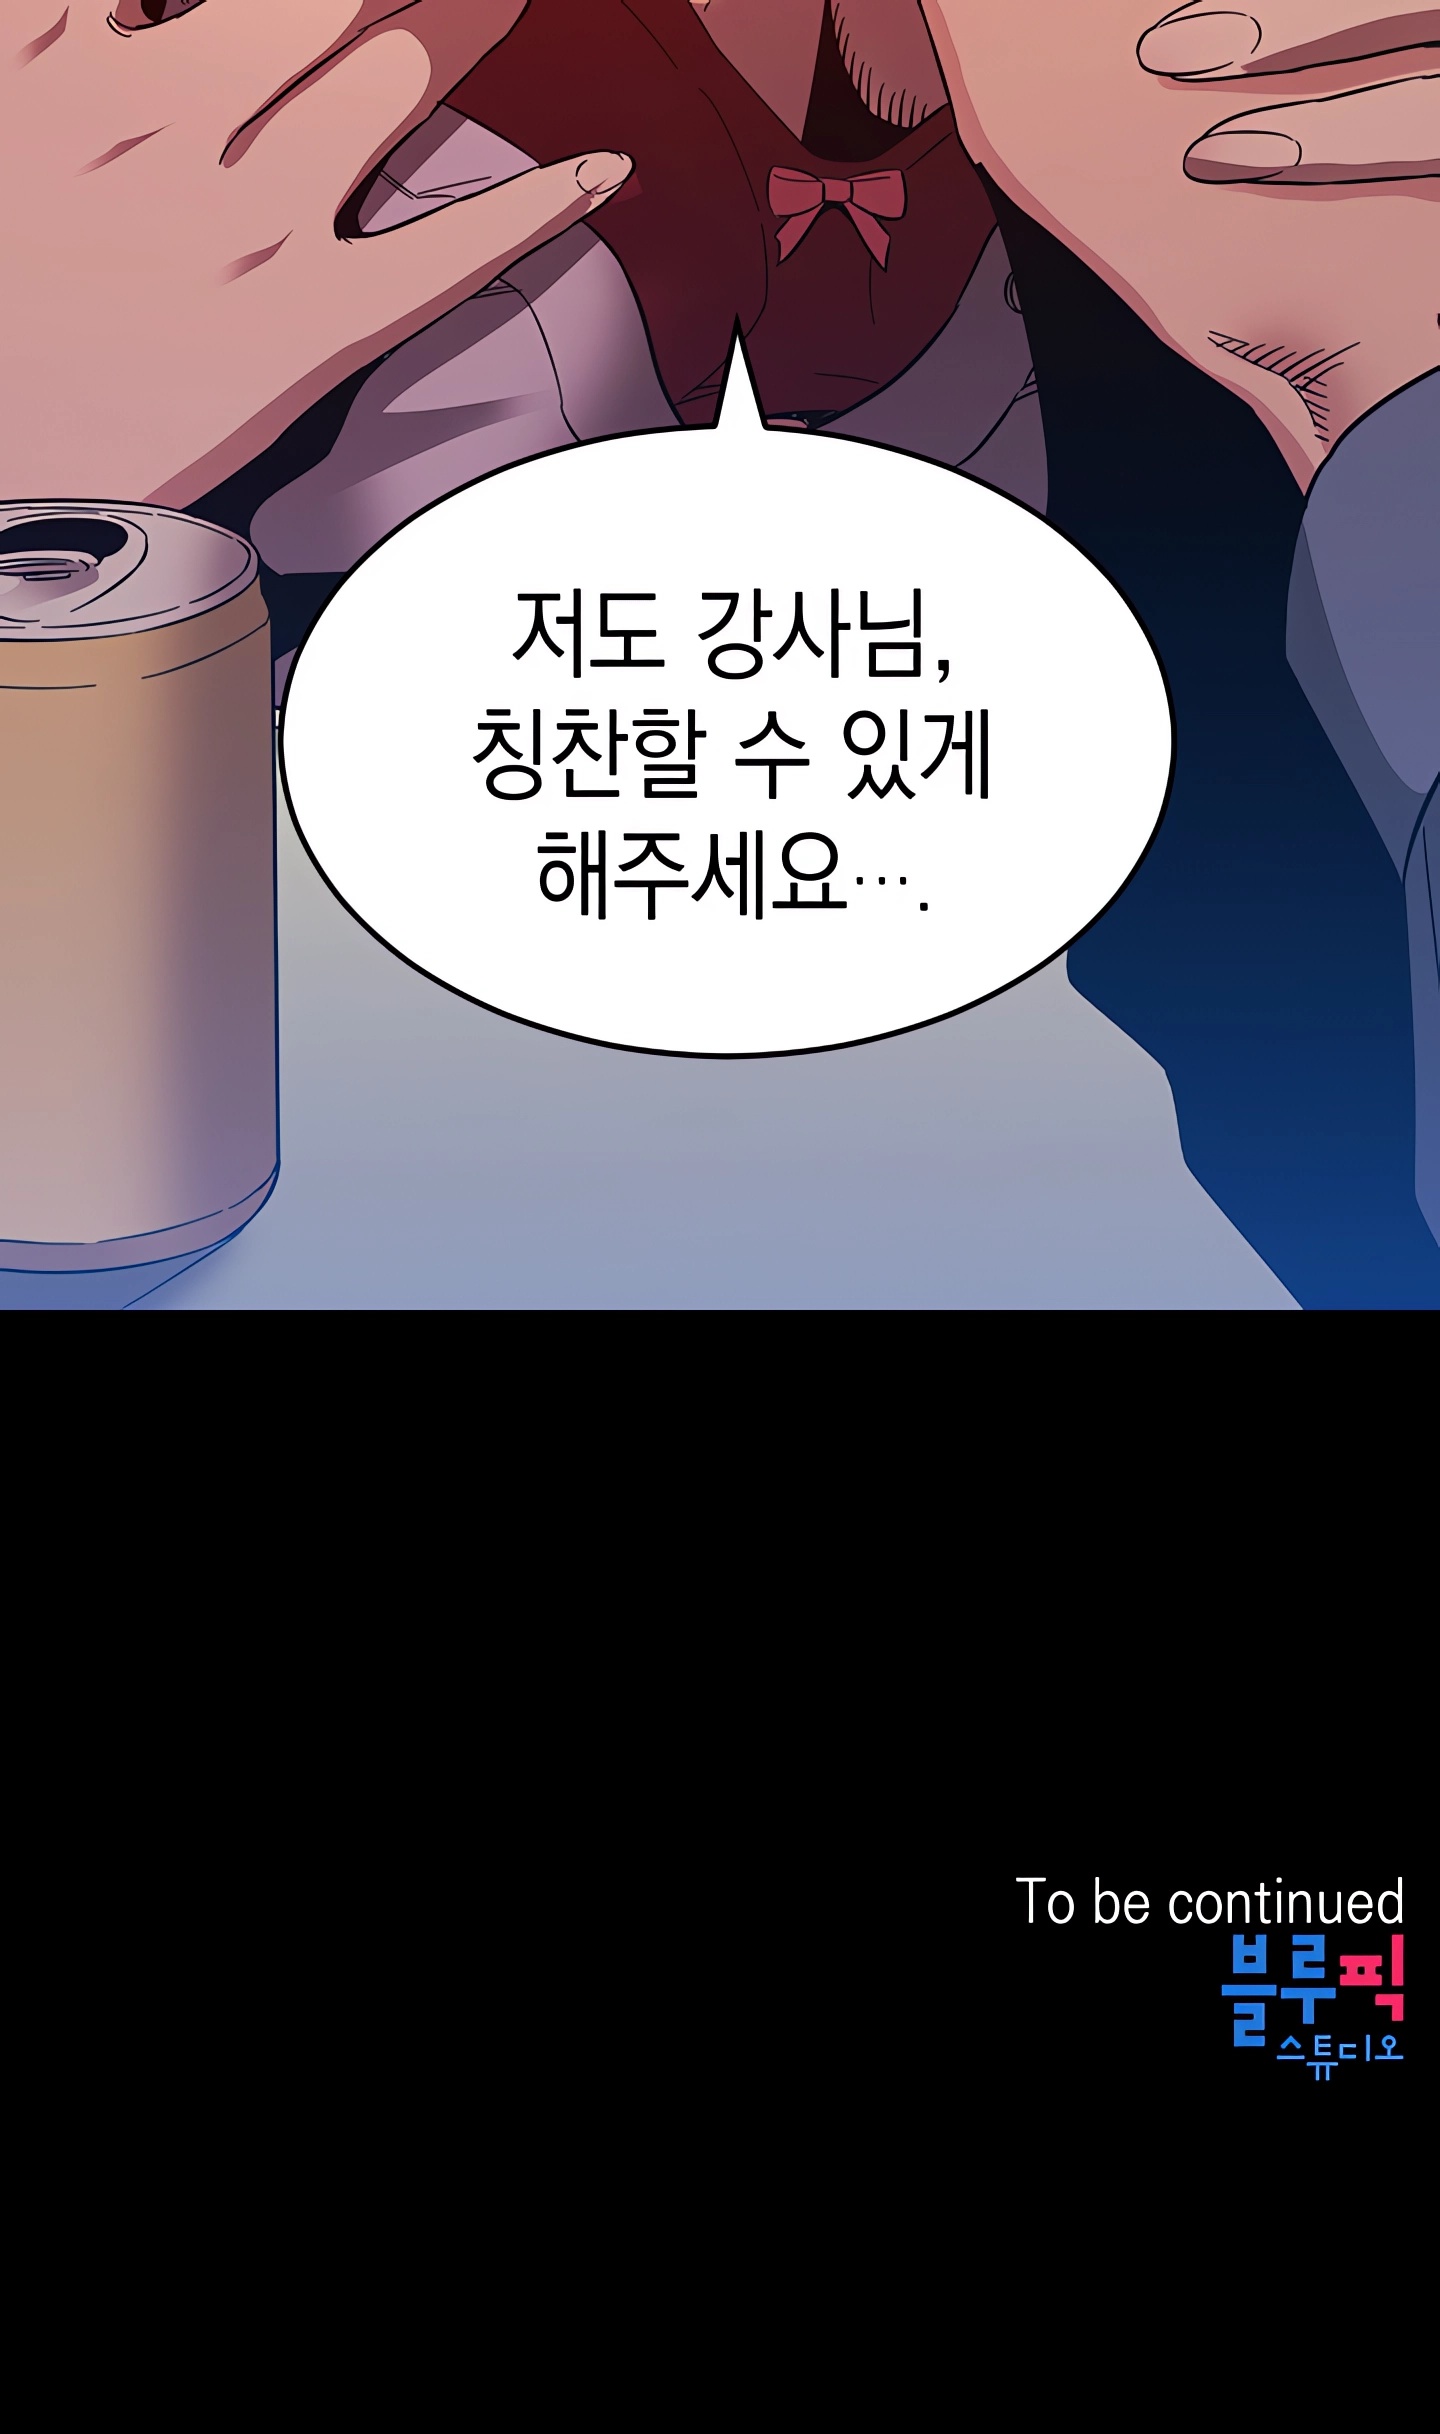 저도 강사님,
칭찬할 수 있게
해주세요….
To be continued
블루픽
스튜디오